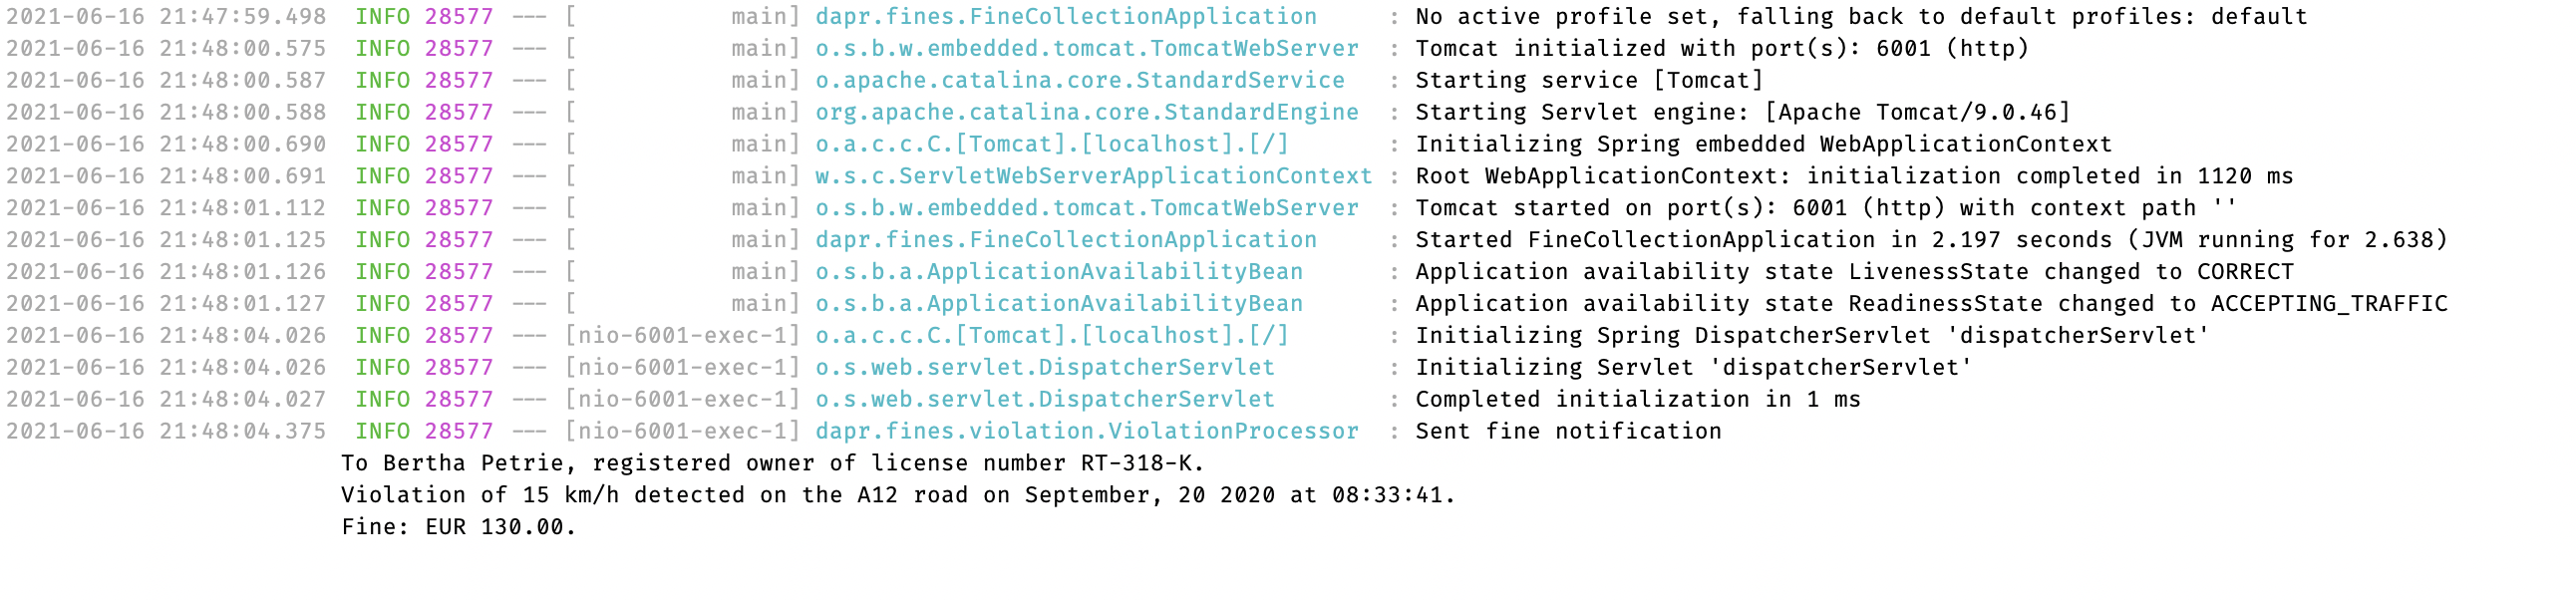 2021-06-16 21:47:59.498  INFO 28577 --- [           main] dapr.fines.FineCollectionApplication     : No active profile set, falling back to default profiles: default
2021-06-16 21:48:00.575  INFO 28577 --- [           main] o.s.b.w.embedded.tomcat.TomcatWebServer  : Tomcat initialized with port(s): 6001 (http)
2021-06-16 21:48:00.587  INFO 28577 --- [           main] o.apache.catalina.core.StandardService   : Starting service [Tomcat]
2021-06-16 21:48:00.588  INFO 28577 --- [           main] org.apache.catalina.core.StandardEngine  : Starting Servlet engine: [Apache Tomcat/9.0.46]
2021-06-16 21:48:00.690  INFO 28577 --- [           main] o.a.c.c.C.[Tomcat].[localhost].[/]       : Initializing Spring embedded WebApplicationContext
2021-06-16 21:48:00.691  INFO 28577 --- [           main] w.s.c.ServletWebServerApplicationContext : Root WebApplicationContext: initialization completed in 1120 ms
2021-06-16 21:48:01.112  INFO 28577 --- [           main] o.s.b.w.embedded.tomcat.TomcatWebServer  : Tomcat started on port(s): 6001 (http) with context path ''
2021-06-16 21:48:01.125  INFO 28577 --- [           main] dapr.fines.FineCollectionApplication     : Started FineCollectionApplication in 2.197 seconds (JVM running for 2.638)
2021-06-16 21:48:01.126  INFO 28577 --- [           main] o.s.b.a.ApplicationAvailabilityBean      : Application availability state LivenessState changed to CORRECT
2021-06-16 21:48:01.127  INFO 28577 --- [           main] o.s.b.a.ApplicationAvailabilityBean      : Application availability state ReadinessState changed to ACCEPTING_TRAFFIC
2021-06-16 21:48:04.026  INFO 28577 --- [nio-6001-exec-1] o.a.c.c.C.[Tomcat].[localhost].[/]       : Initializing Spring DispatcherServlet 'dispatcherServlet'
2021-06-16 21:48:04.026  INFO 28577 --- [nio-6001-exec-1] o.s.web.servlet.DispatcherServlet        : Initializing Servlet 'dispatcherServlet'
2021-06-16 21:48:04.027  INFO 28577 --- [nio-6001-exec-1] o.s.web.servlet.DispatcherServlet        : Completed initialization in 1 ms
2021-06-16 21:48:04.375  INFO 28577 --- [nio-6001-exec-1] dapr.fines.violation.ViolationProcessor  : Sent fine notification
To Bertha Petrie, registered owner of license number RT-318-K.
Violation of 15 km/h detected on the A12 road on September, 20 2020 at 08:33:41.
Fine: EUR 130.00.